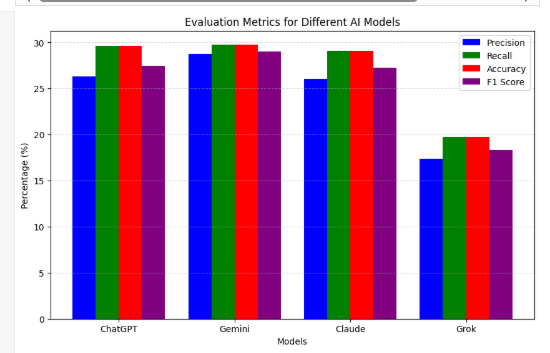 Evaluation Metrics for Different AI Models
Precision
Recall
Accuracy
F1 Score
Percentage (%)
30
25
20
15
10
5
0
ChatGPT
Gemini
Claude
Grok
Models